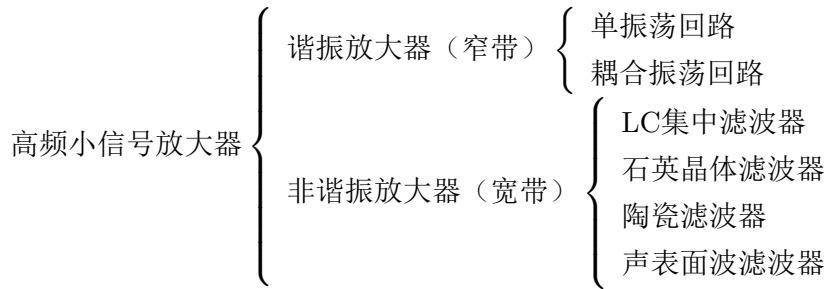 高频小信号放大器
谐振放大器（窄带）
单振荡回路
耦合振荡回路
非谐振放大器（宽带）
LC集中滤波器
石英晶体滤波器
陶瓷滤波器
声表面波滤波器